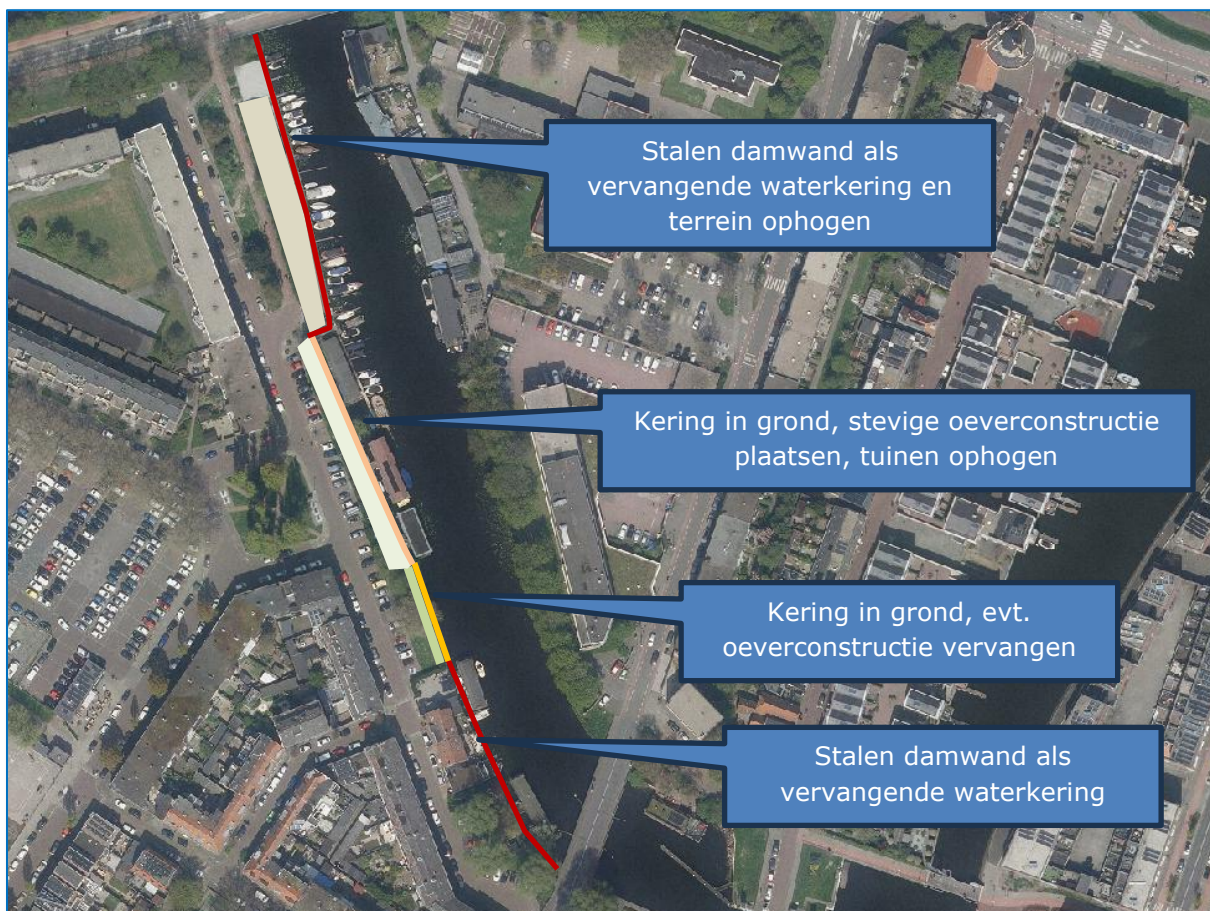 Stalen damwand als
vervangende waterkering en
terrein ophogen
Kering in grond, stevige oeverconstructie
plaatsen, tuinen ophogen
Kering in grond, evt.
oeverconstructie vervangen
Stalen damwand als
vervangende waterkering